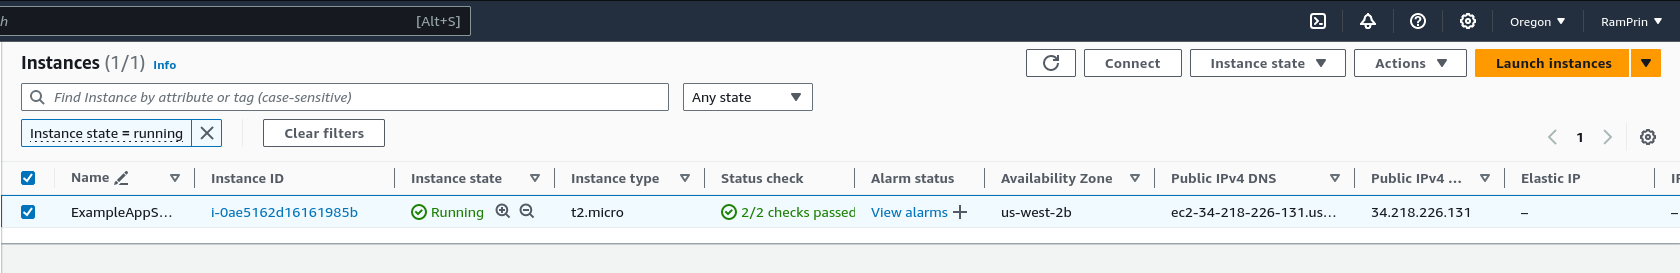 h [Alt+S] Oregon RamPrin
Instances (1/1) Info Connect Instance state Actions Launch instances
Find Instance by attribute or tag (case-sensitive) Any state
Instance state = running Clear filters 1
Name Instance ID Instance state Instance type Status check Alarm status Availability Zone Public IPv4 DNS Public IPv4 ... Elastic IP
ExampleAppS... i-0ae5162d16161985b Running t2.micro 2/2 checks passed View alarms us-west-2b ec2-34-218-226-131.us... 34.218.226.131 – –